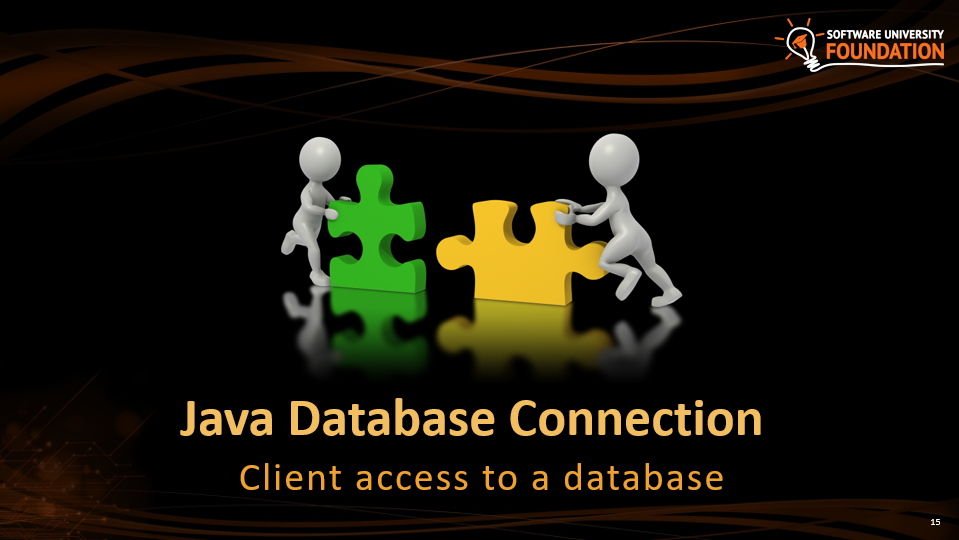 SOFTWARE UNIVERSITY
FOUNDATION
Java Database Connection
Client access to a database
15